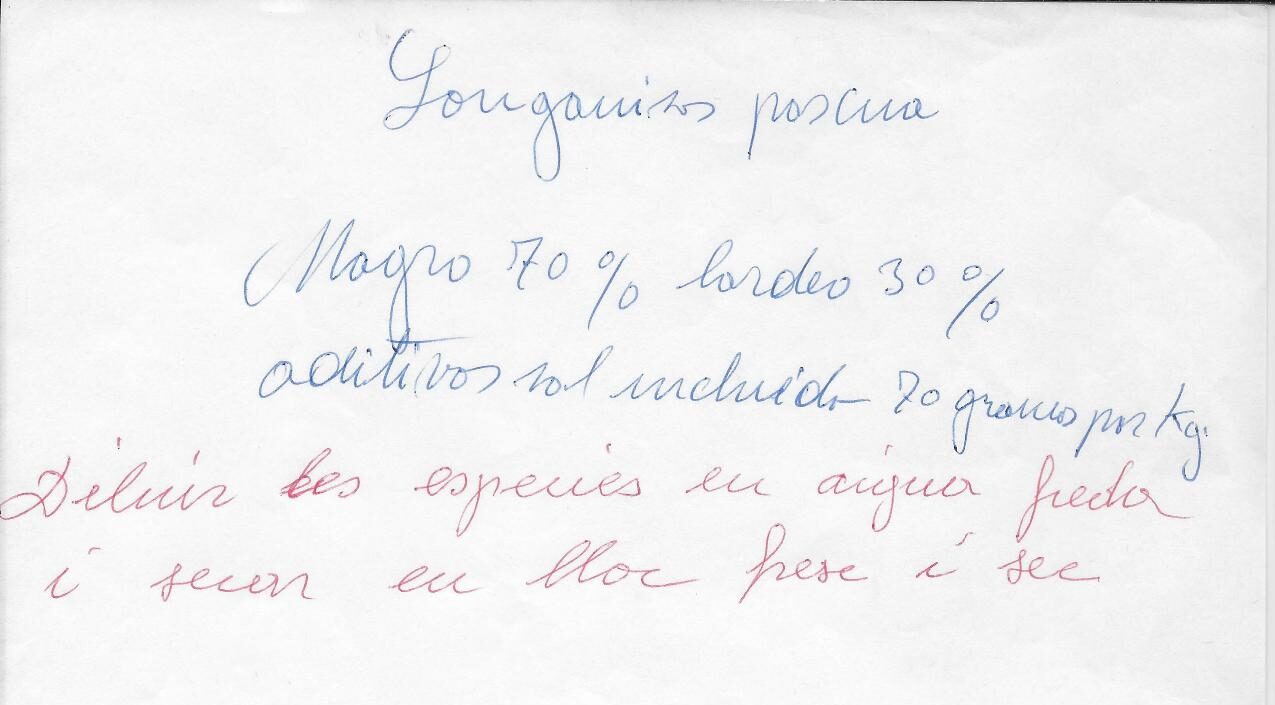 Longanisas pascua
Magro 70 % lardeo 30 %
aditivos sal incluida 70 gramos por Kg.
Diluir les especies en aigua freda
i secar en lloc fresc i sec